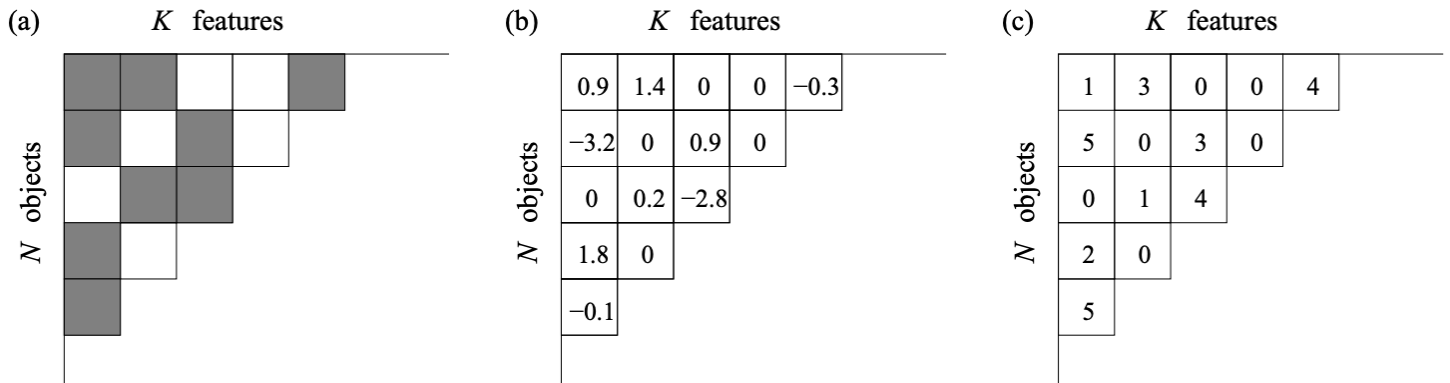 (a) K features
N objects
(b) K features
N objects
0.9 1.4 0 0 −0.3
−3.2 0 0.9 0
0 0.2 −2.8
1.8 0
−0.1
(c) K features
N objects
1 3 0 0 4
5 0 3 0
0 1 4
2 0
5